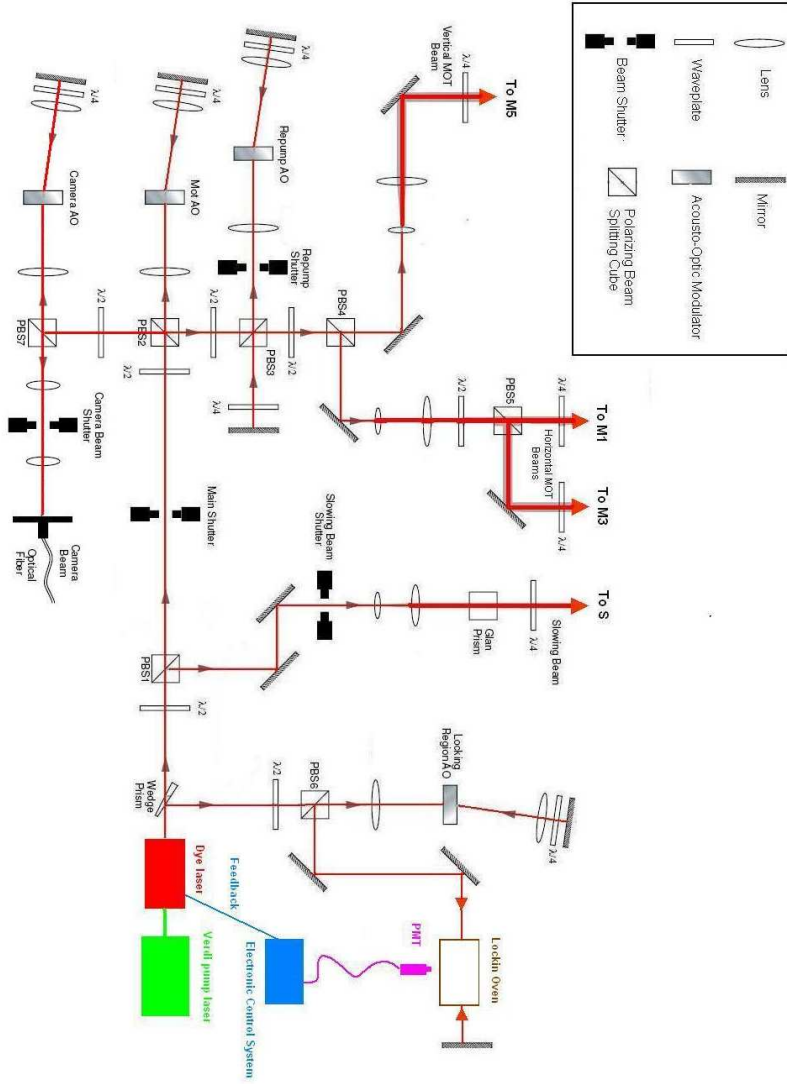 Lens
Mirror
Waveplate
Acousto-Optic Modulator
Beam Shutter
Polarizing Beam
Splitting Cube
To M1
To M3
To S
λ/4
λ/4
λ/4
Slowing Beam
Horizontal MOT
Beams
PBS5
Glan
Prism
Locking
Region AO
λ/4
Lockin Oven
To M5
λ/4
Vertical MOT
Beam
λ/2
PMT
Slowing Beam
Shutter
PBS4
PBS6
λ/2
Electronic Control
System
Feedback
λ/4
Repump AO
Repump
Shutter
λ/2
PBS3
λ/4
λ/2
λ/4
Mot AO
PBS2
λ/2
Main Shutter
PBS1
λ/2
Wedge
Prism
Dye laser
Verdi pump laser
λ/2
λ/4
Camera AO
PBS7
Camera Beam
Shutter
Camera
Beam
Optical
Fiber